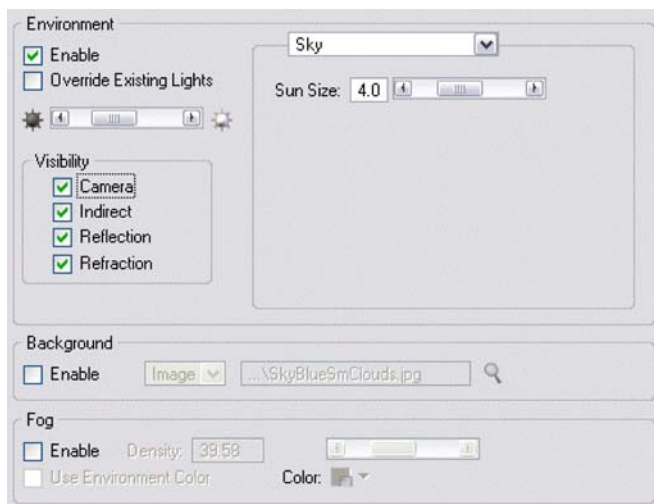 Environment
Enable
Override Existing Lights
Sky
Sun Size: 4.0
Visibility
Camera
Indirect
Reflection
Refraction
Background
Enable Image ...\SkyBlueSmClouds.jpg
Fog
Enable Density: 39.58
Use Environment Color Color: